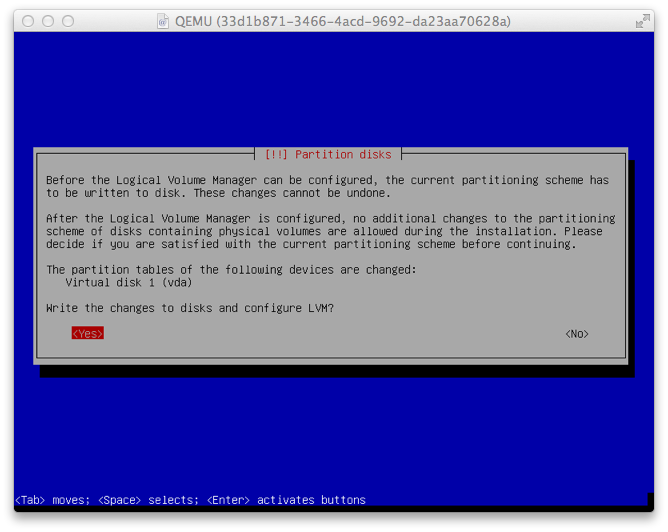 QEMU (33d1b871-3466-4acd-9692-da23aa70628a)
[!!] Partition disks
Before the Logical Volume Manager can be configured, the current partitioning scheme has
to be written to disk. These changes cannot be undone.
After the Logical Volume Manager is configured, no additional changes to the partitioning
scheme of disks containing physical volumes are allowed during the installation. Please
decide if you are satisfied with the current partitioning scheme before continuing.
The partition tables of the following devices are changed:
Virtual disk 1 (vda)
Write the changes to disks and configure LVM?
<Yes> <No>
<Tab> moves; <Space> selects; <Enter> activates buttons